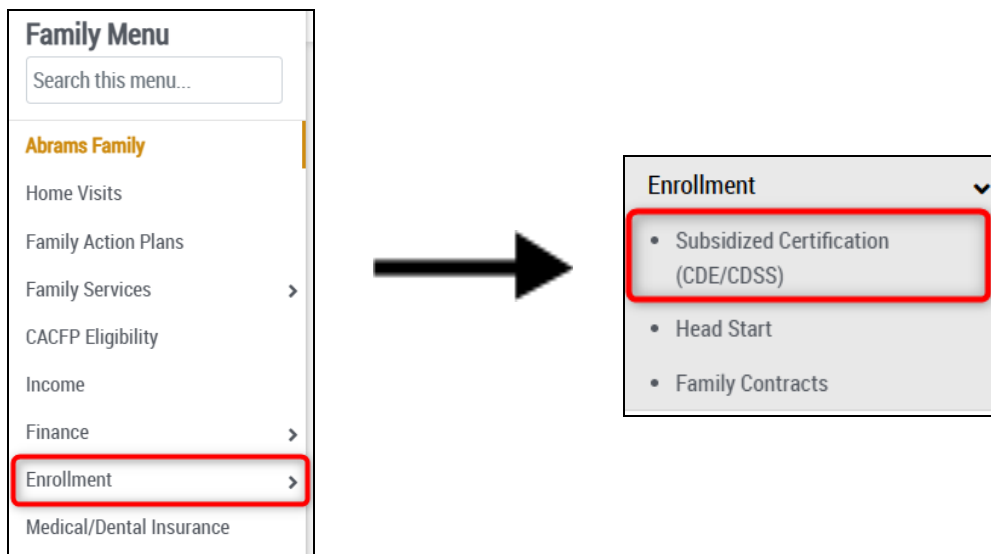 Family Menu
Search this menu...
Abrams Family
Home Visits
Family Action Plans
Family Services
CACFP Eligibility
Income
Finance
Enrollment
Medical/Dental Insurance
Enrollment
Subsidized Certification
(CDE/CDSS)
Head Start
Family Contracts